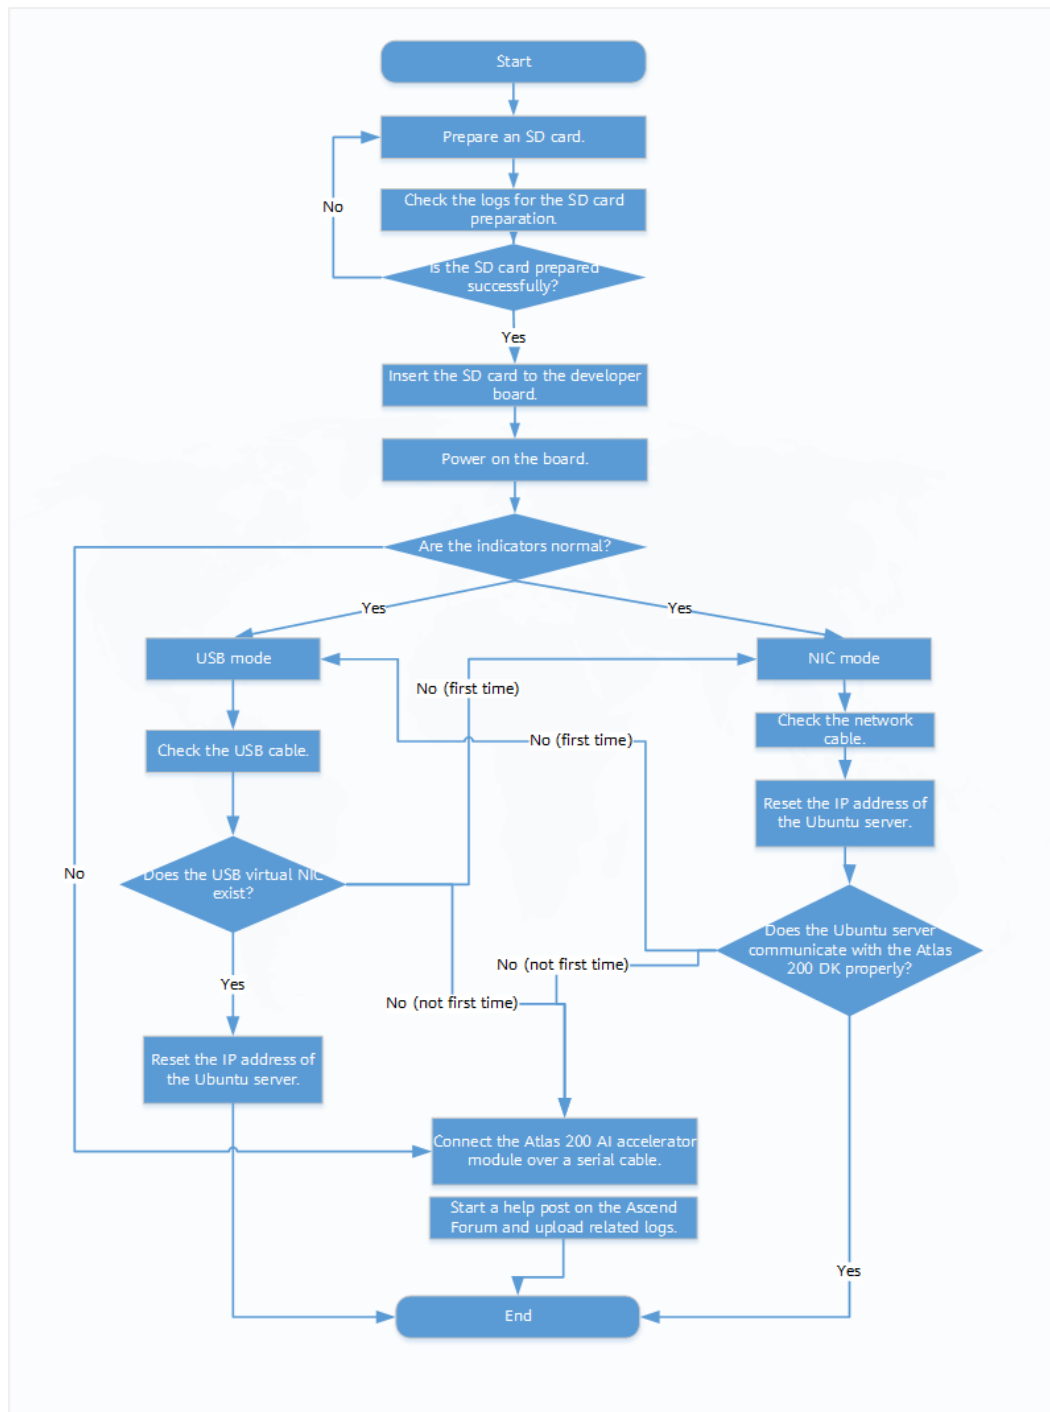 Start
Prepare an SD card.
Check the logs for the SD card
preparation.
No
Is the SD card prepared
successfully?
Yes
Insert the SD card to the developer
board.
Power on the board.
Are the indicators normal?
Yes
Yes
USB mode
NIC mode
No (first time)
Check the network
cable.
No (first time)
Check the USB cable.
Reset the IP address of
the Ubuntu server.
No
Does the USB virtual NIC
exist?
Does the Ubuntu server
communicate with the Atlas
200 DK properly?
No (not first time)
Yes
No (not first time)
Reset the IP address of
the Ubuntu server.
Connect the Atlas 200 AI accelerator
module over a serial cable.
Start a help post on the Ascend
Forum and upload related logs.
Yes
End